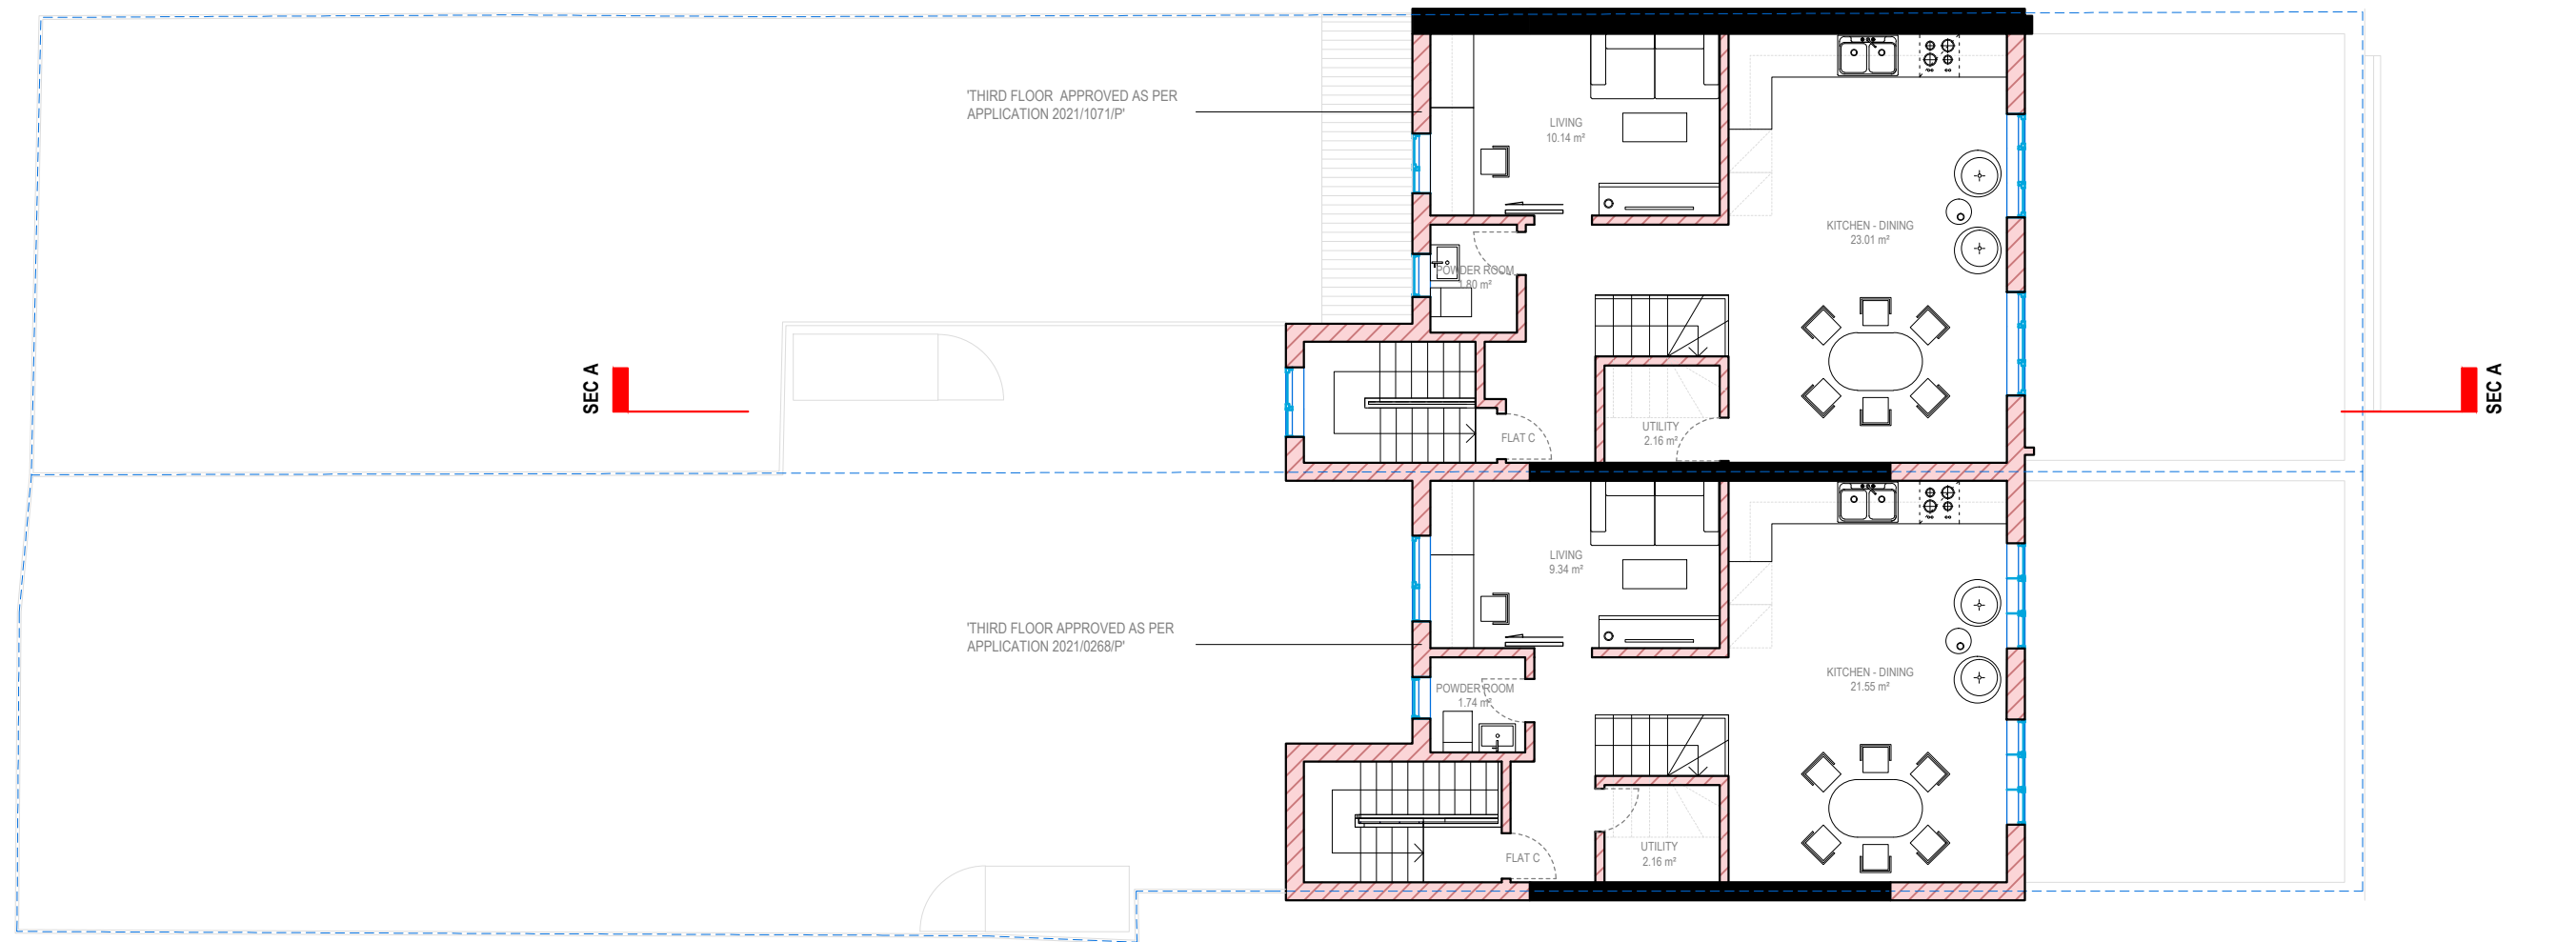 'THIRD FLOOR  APPROVED AS PER
APPLICATION 2021/1071/P'
LIVING
10.14 m²
KITCHEN - DINING
23.01 m²
POWDER ROOM
1.80 m²
SEC A
SEC A
UTILITY
2.16 m²
FLAT C
LIVING
9.34 m²
'THIRD FLOOR APPROVED AS PER
APPLICATION 2021/0268/P'
KITCHEN - DINING
21.55 m²
POWDER ROOM
1.74 m²
UTILITY
2.16 m²
FLAT C